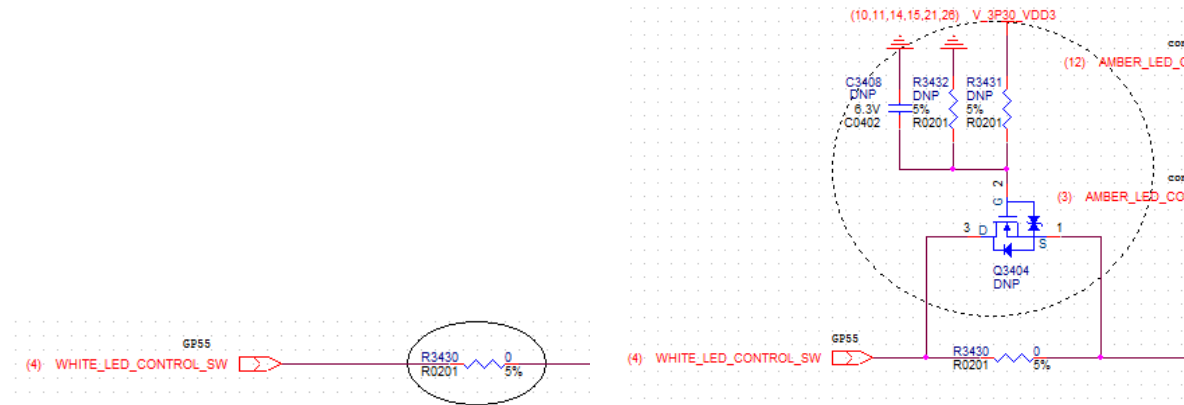 GP55
(4) WHITE_LED_CONTROL_SW
R3430 0
R0201 5%
(10,11,14,15,21,26) V_3P30_VDD3
(12) AMBER_LED_C
C3408
DNP
6.3V
C0402
R3432
DNP
5%
R0201
R3431
DNP
5%
R0201
(3) AMBER_LED_CO
2
G
3 D
S 1
Q3404
DNP
GP55
(4) WHITE_LED_CONTROL_SW
R3430 0
R0201 5%